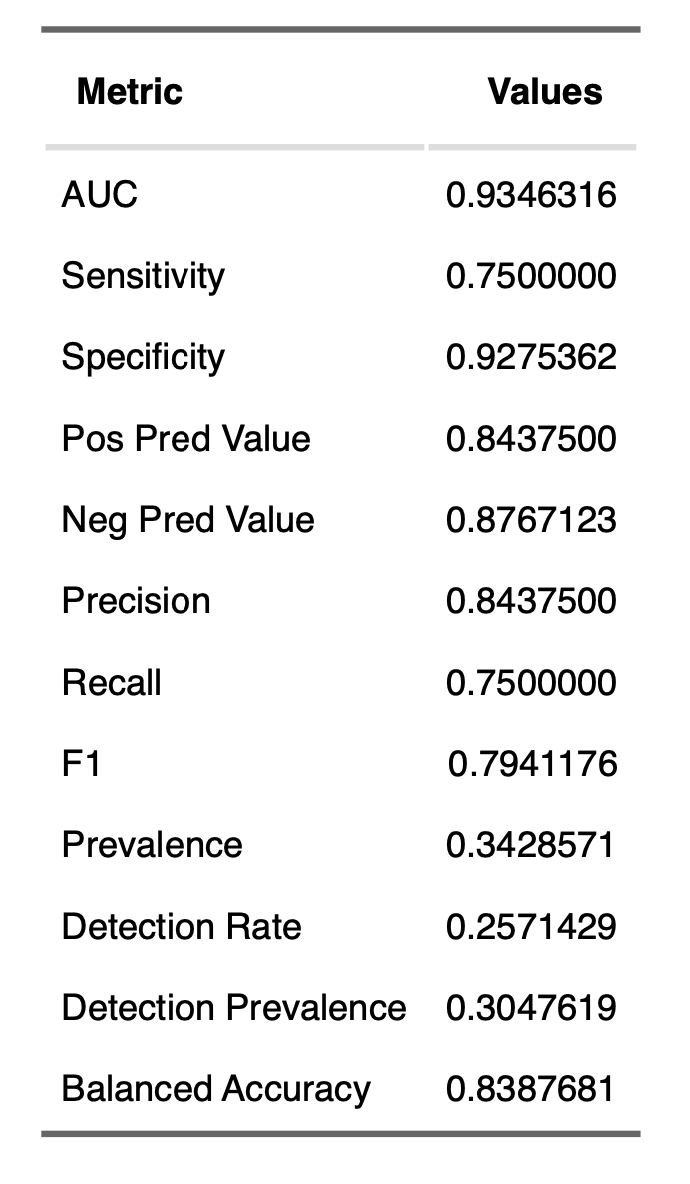 Metric Values
AUC 0.9346316
Sensitivity 0.7500000
Specificity 0.9275362
Pos Pred Value 0.8437500
Neg Pred Value 0.8767123
Precision 0.8437500
Recall 0.7500000
F1 0.7941176
Prevalence 0.3428571
Detection Rate 0.2571429
Detection Prevalence 0.3047619
Balanced Accuracy 0.8387681